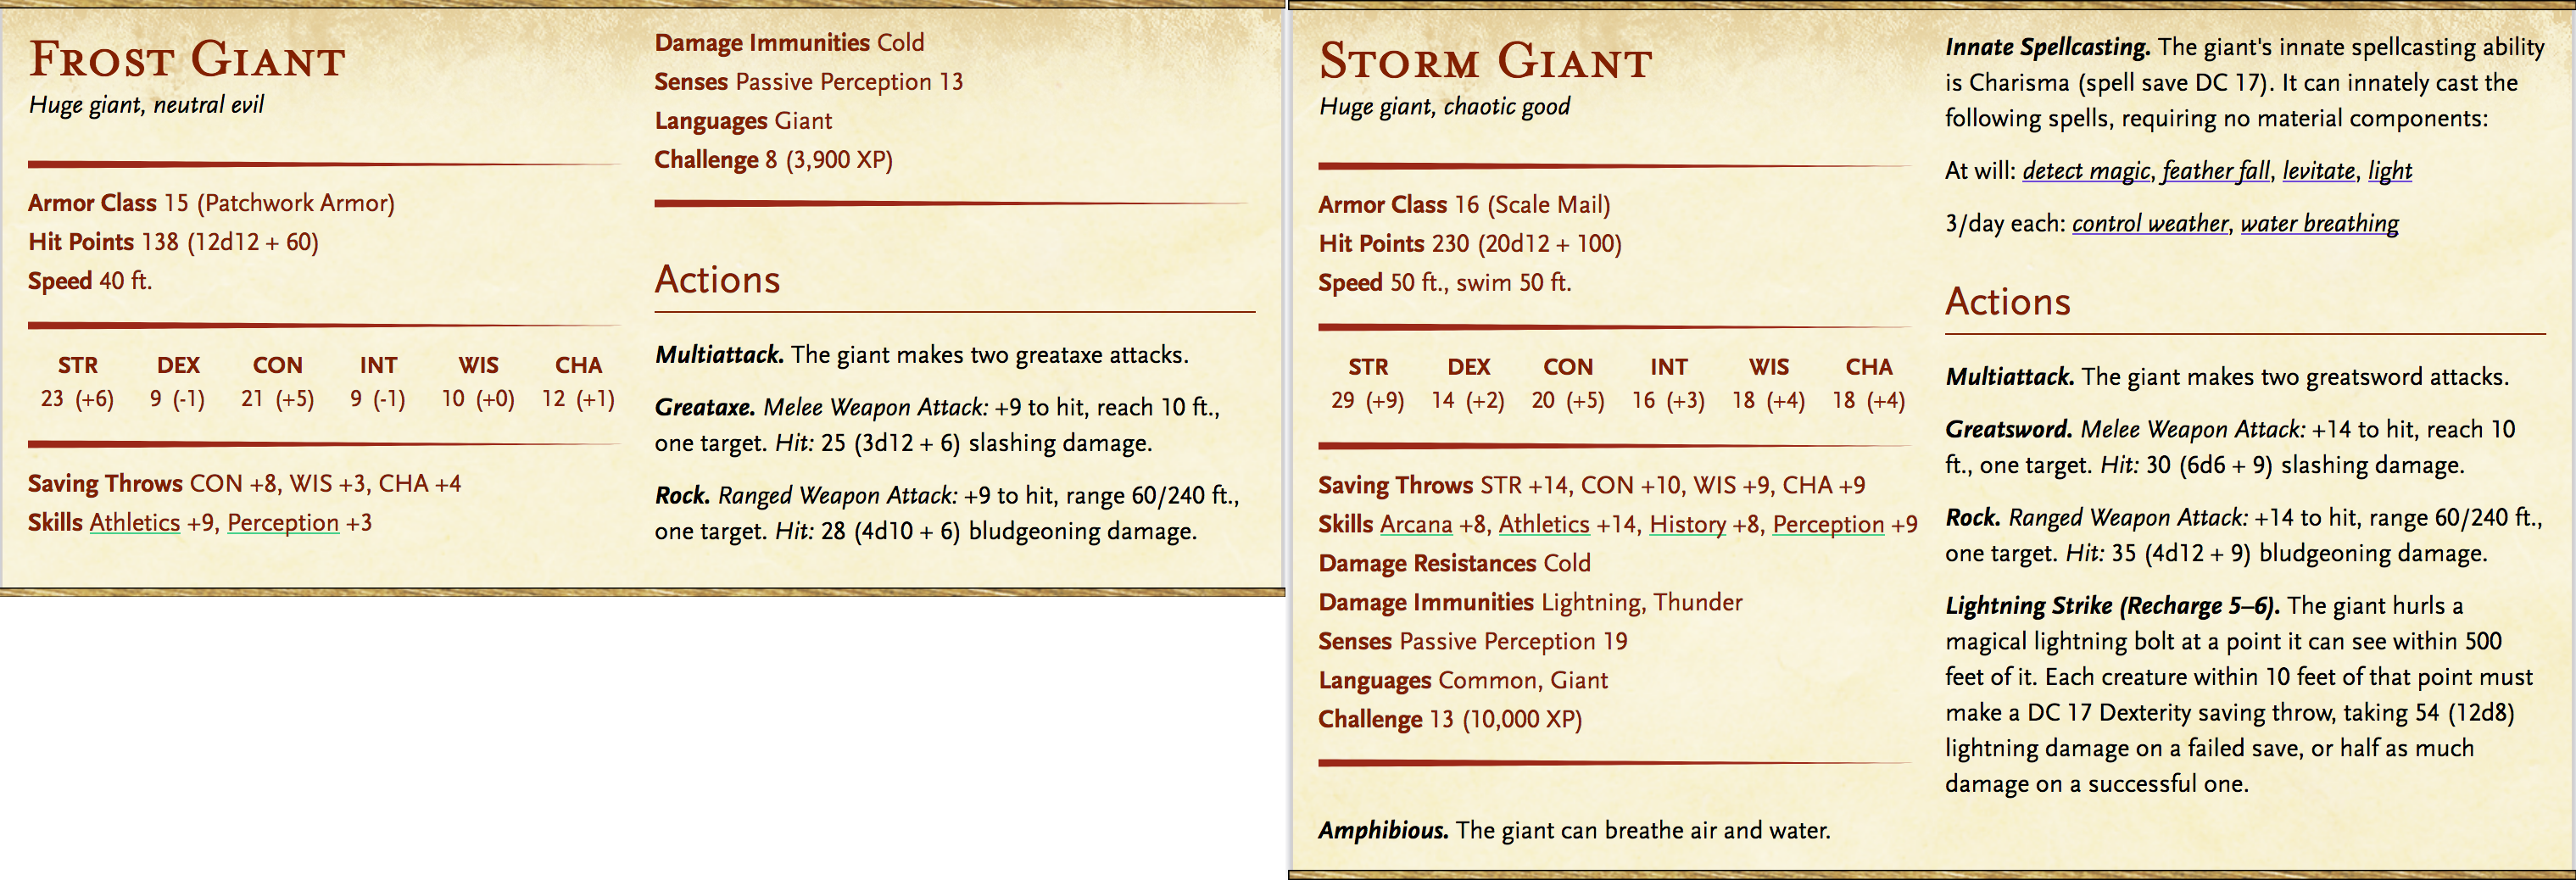 Frost Giant
Huge giant, neutral evil
Armor Class 15 (Patchwork Armor)
Hit Points 138 (12d12 + 60)
Speed 40 ft.
STR DEX CON INT WIS CHA
23 (+6) 9 (-1) 21 (+5) 9 (-1) 10 (+0) 12 (+1)
Saving Throws CON +8, WIS +3, CHA +4
Skills Athletics +9, Perception +3
Damage Immunities Cold
Senses Passive Perception 13
Languages Giant
Challenge 8 (3,900 XP)
Actions
Multiattack. The giant makes two greataxe attacks.
Greataxe. Melee Weapon Attack: +9 to hit, reach 10 ft.,
one target. Hit: 25 (3d12 + 6) slashing damage.
Rock. Ranged Weapon Attack: +9 to hit, range 60/240 ft.,
one target. Hit: 28 (4d10 + 6) bludgeoning damage.
Storm Giant
Huge giant, chaotic good
Armor Class 16 (Scale Mail)
Hit Points 230 (20d12 + 100)
Speed 50 ft., swim 50 ft.
STR DEX CON INT WIS CHA
29 (+9) 14 (+2) 20 (+5) 16 (+3) 18 (+4) 18 (+4)
Saving Throws STR +14, CON +10, WIS +9, CHA +9
Skills Arcana +8, Athletics +14, History +8, Perception +9
Damage Resistances Cold
Damage Immunities Lightning, Thunder
Senses Passive Perception 19
Languages Common, Giant
Challenge 13 (10,000 XP)
Amphibious. The giant can breathe air and water.
Innate Spellcasting. The giant's innate spellcasting ability
is Charisma (spell save DC 17). It can innately cast the
following spells, requiring no material components:
At will: detect magic, feather fall, levitate, light
3/day each: control weather, water breathing
Actions
Multiattack. The giant makes two greatsword attacks.
Greatsword. Melee Weapon Attack: +14 to hit, reach 10
ft., one target. Hit: 30 (6d6 + 9) slashing damage.
Rock. Ranged Weapon Attack: +14 to hit, range 60/240 ft.,
one target. Hit: 35 (4d12 + 9) bludgeoning damage.
Lightning Strike (Recharge 5–6). The giant hurls a
magical lightning bolt at a point it can see within 500
feet of it. Each creature within 10 feet of that point must
make a DC 17 Dexterity saving throw, taking 54 (12d8)
lightning damage on a failed save, or half as much
damage on a successful one.